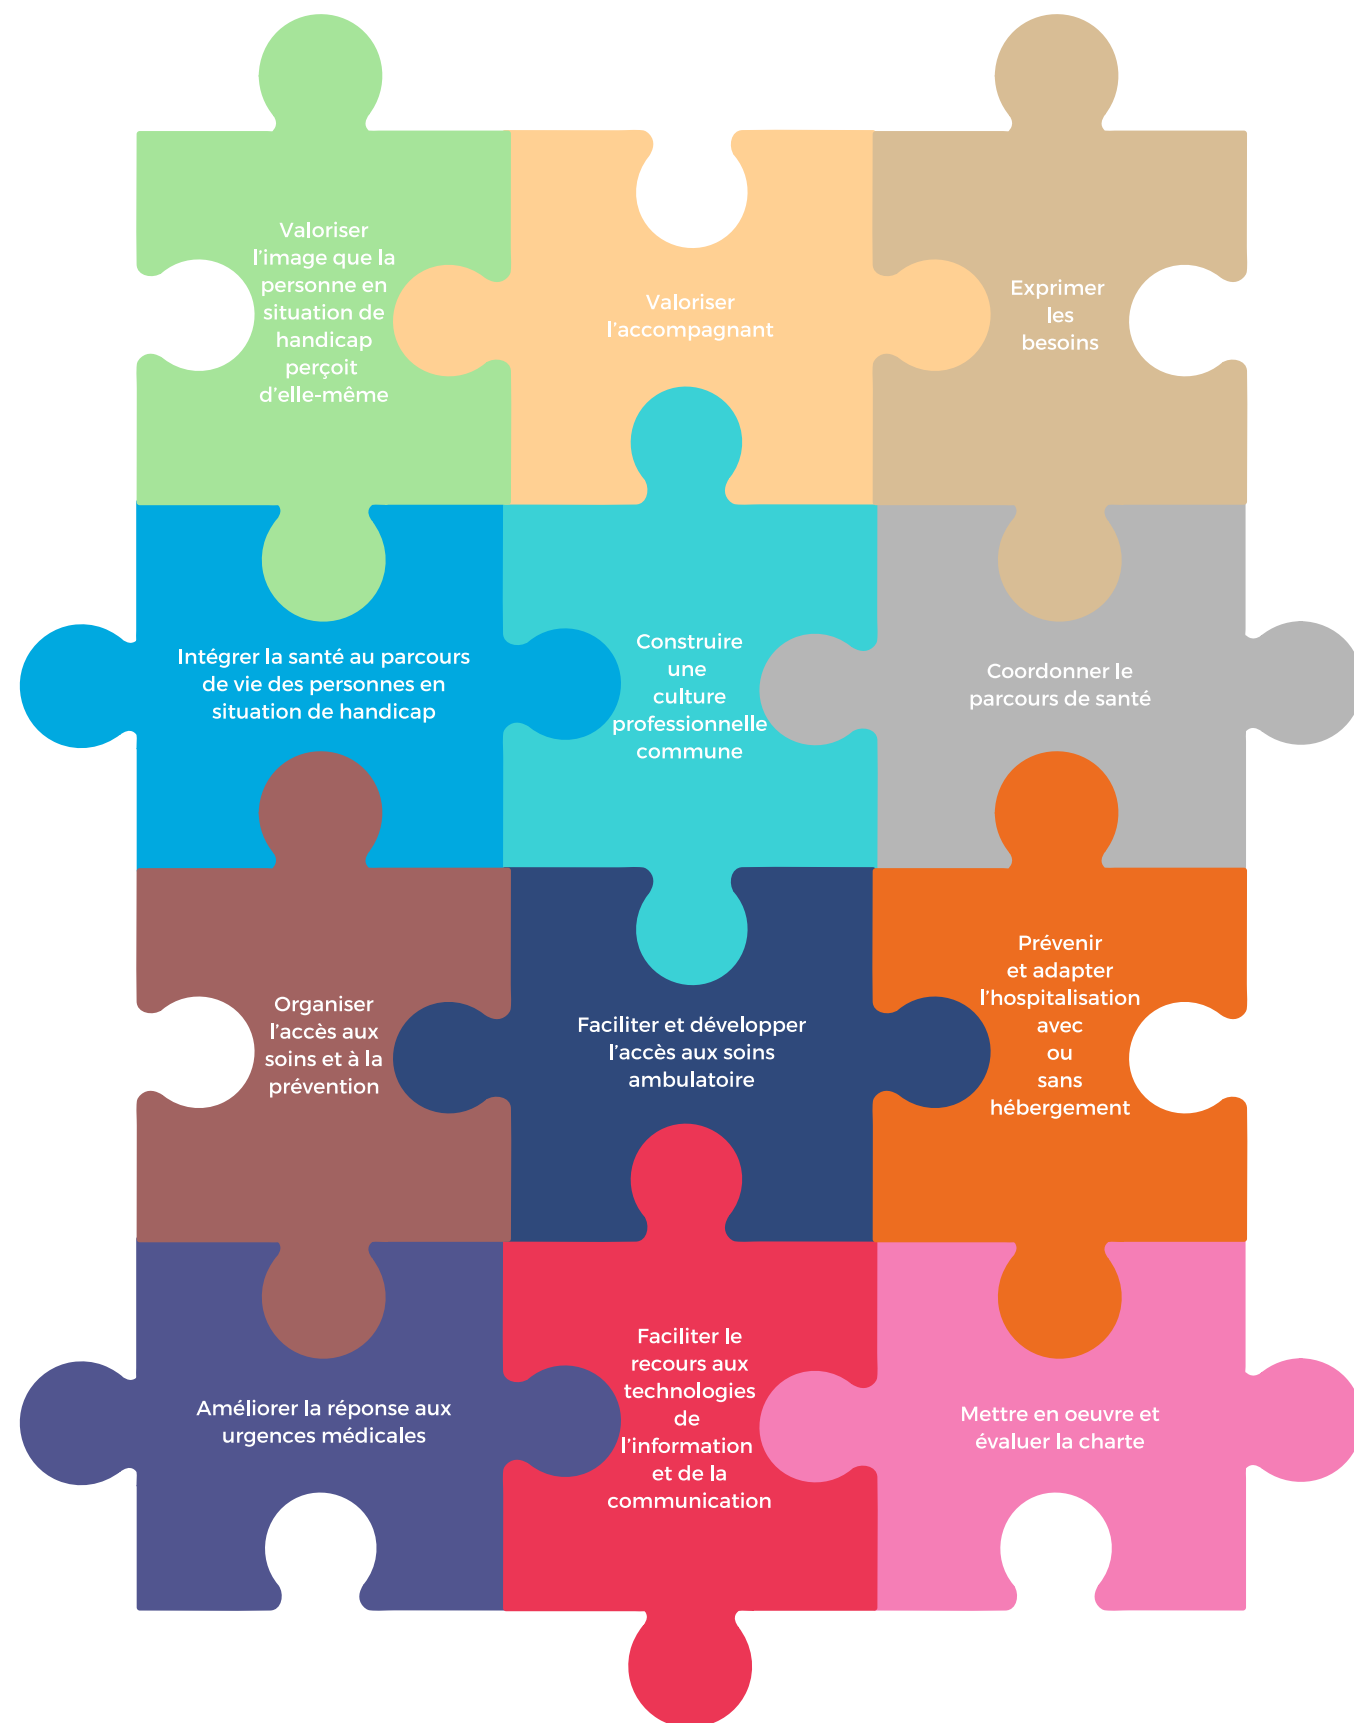 Valoriser
l'image que la
personne en
situation de
handicap
perçoit
d'elle-même
Valoriser
l'accompagnant
Exprimer
les
besoins
Intégrer la santé au parcours
de vie des personnes en
situation de handicap
Construire
une
culture
professionnelle
commune
Coordonner le
parcours de santé
Organiser
l'accès aux
soins et à la
prévention
Faciliter et développer
l'accès aux soins
ambulatoire
Prévenir
et adapter
l'hospitalisation
avec
ou
sans
hébergement
Améliorer la réponse aux
urgences médicales
Faciliter le
recours aux
technologies
de
l'information
et de la
communication
Mettre en oeuvre et
évaluer la charte